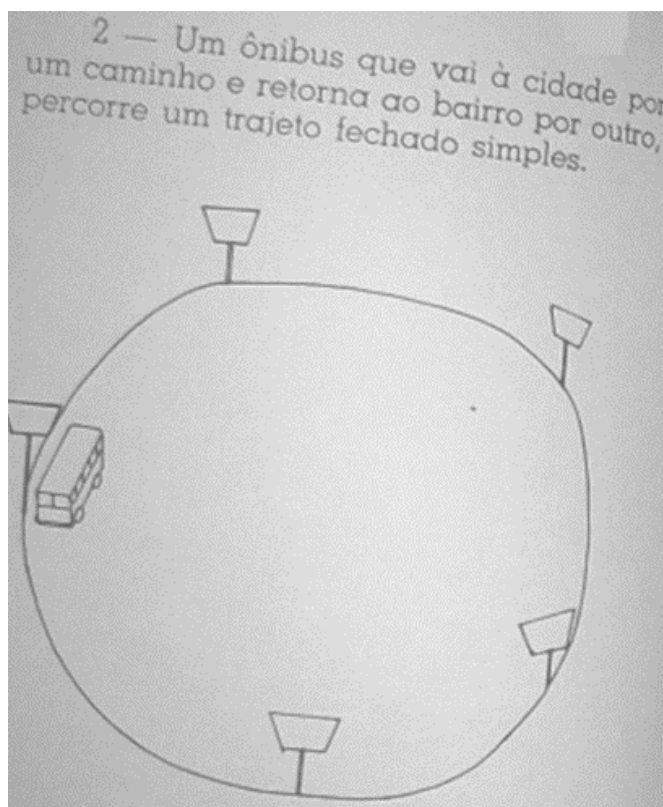 2 — Um ônibus que vai à cidade por
um caminho e retorna ao bairro por outro,
percorre um trajeto fechado simples.